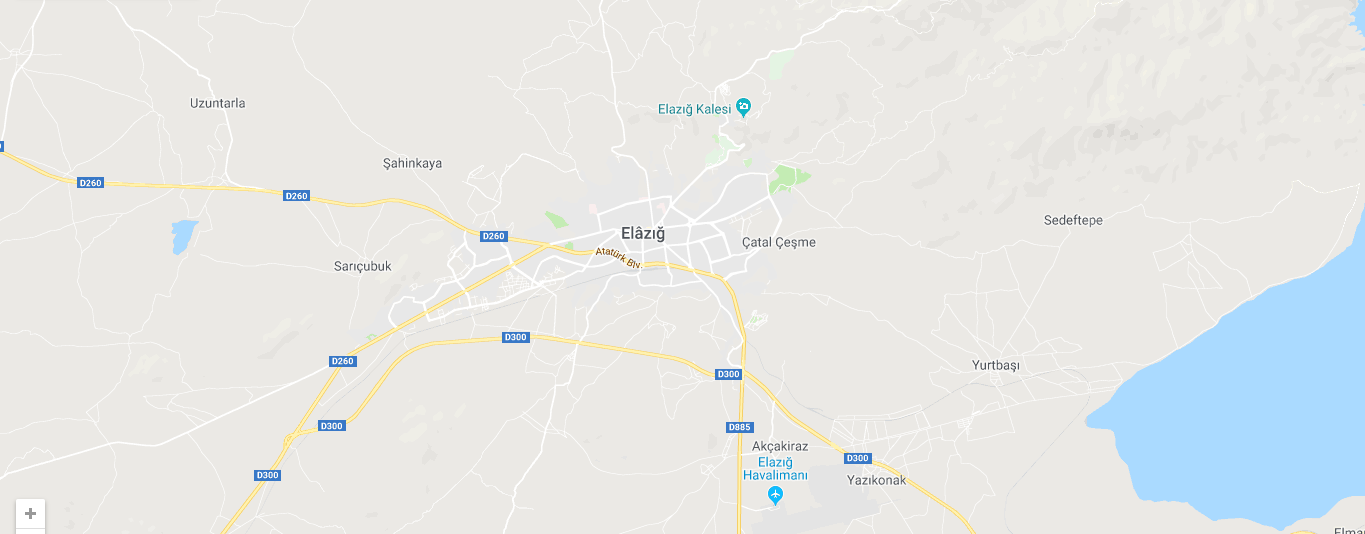 Uzuntarla
Elazığ Kalesi
Şahinkaya
D260
D260
Sedeftepe
D260
Elâzığ
Çatal Çeşme
Atatürk Blv.
Sarıçubuk
D300
D260
Yurtbaşı
D300
D300
D885
Akçakiraz
D300
Elazığ
Havalimanı
D300
Yazıkonak
+